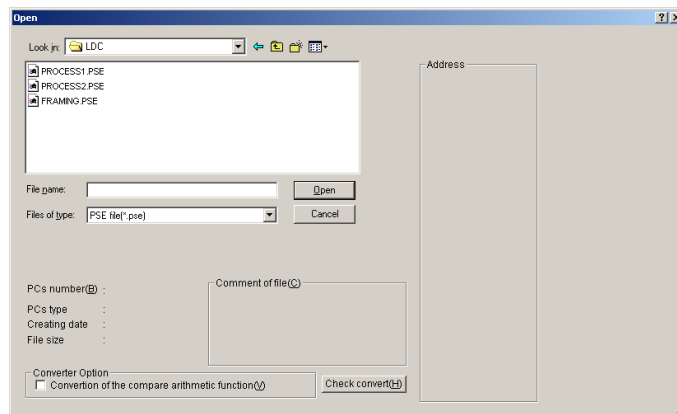 Open
Look in: LDC
PROCESS1.PSE
PROCESS2.PSE
FRAMING.PSE
File name:
Open
Files of type: PSE file(*.pse)
Cancel
Address
PCs number(B) :
PCs type :
Creating date :
File size :
Comment of file(C)
Converter Option
Convertion of the compare arithmetic function(V)
Check convert(H)